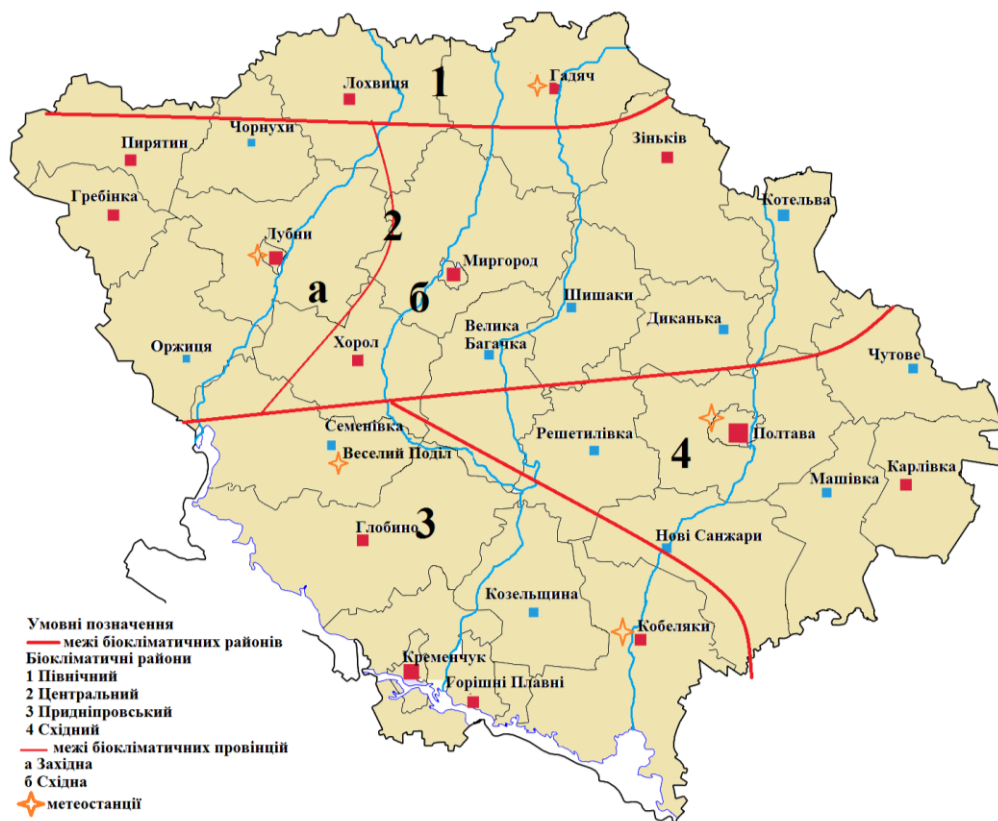 1
Гадяч
Лохвиця
Чорнухи
Зіньків
Пирятин
Гребінка
Котельва
2
Лубни
Миргород
а
б
Шишаки
Диканька
Велика
Багачка
Оржиця
Хорол
Чутове
Семенівка
Решетилівка
4
Полтава
Веселий Поділ
Машівка
Карлівка
3
Глобино
Нові Санжари
Козельщина
Кобеляки
Кременчук
Горішні Плавні
Умовні позначення
межі біокліматичних районів
Біокліматичні райони
1 Північний
2 Центральний
3 Придніпровський
4 Східний
межі біокліматичних провінцій
а Західна
б Східна
метеостанції